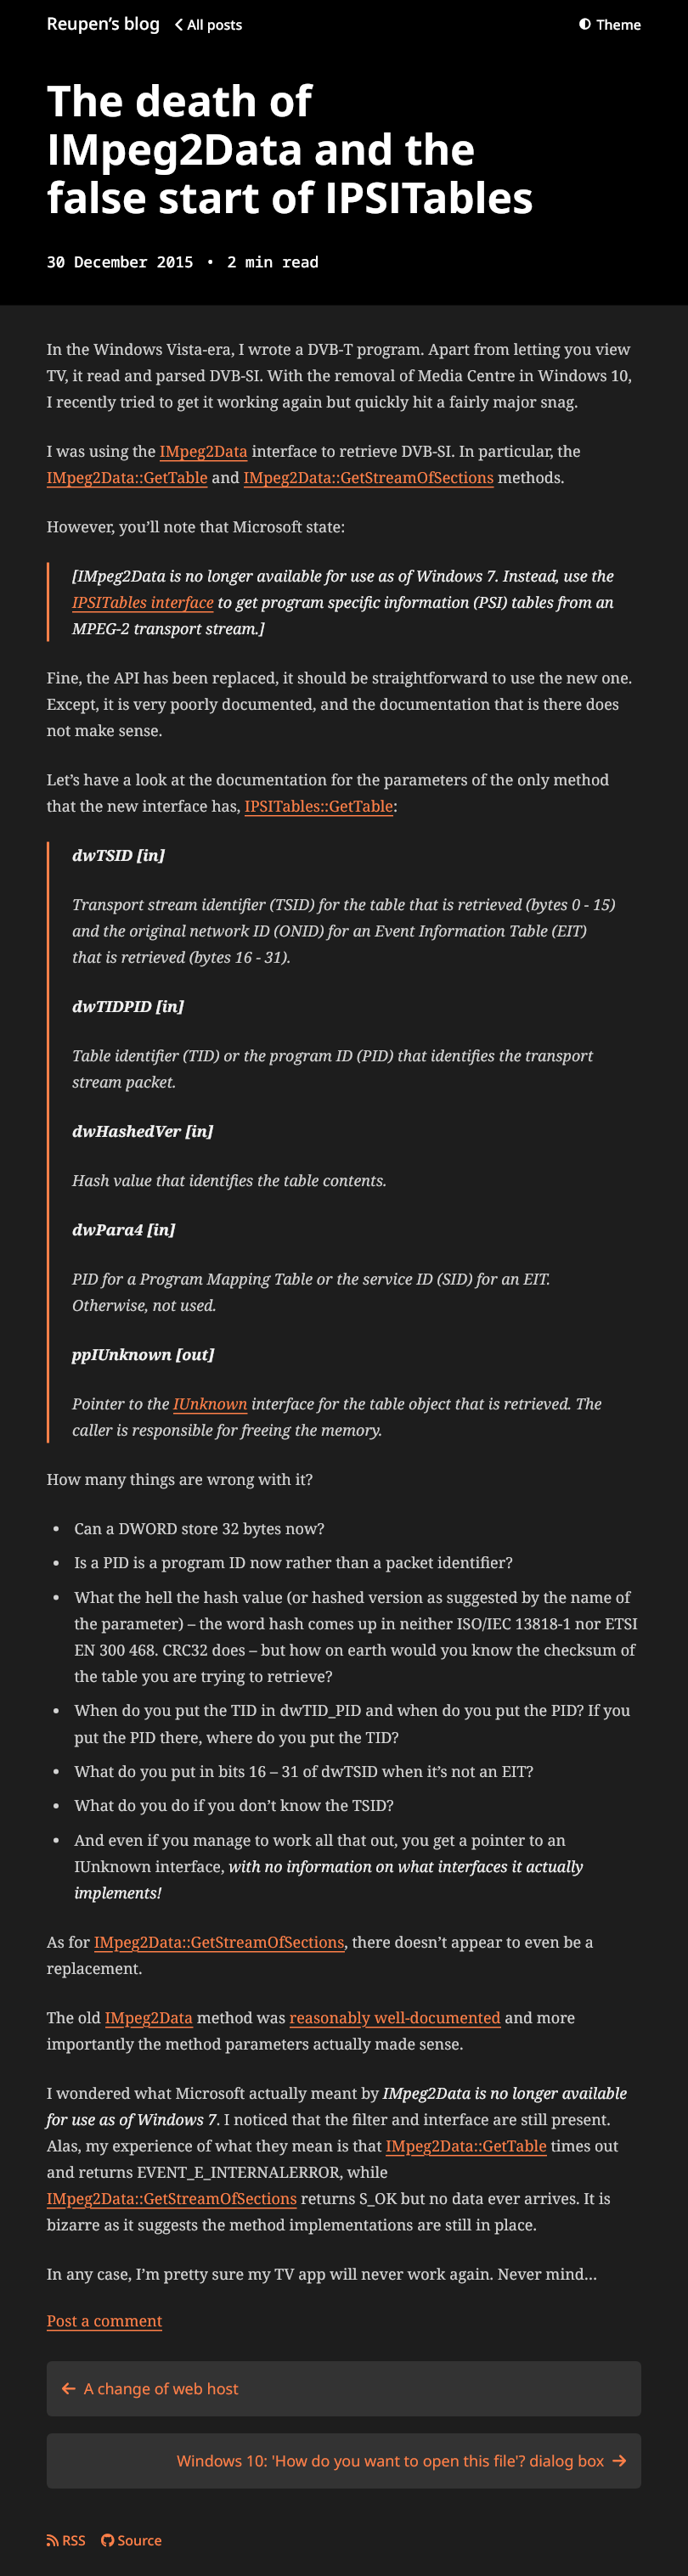 Reupen’s blog All posts Theme
The death of
IMpeg2Data and the
false start of IPSITables
30 December 2015 • 2 min read
In the Windows Vista-era, I wrote a DVB-T program. Apart from letting you view
TV, it read and parsed DVB-SI. With the removal of Media Centre in Windows 10,
I recently tried to get it working again but quickly hit a fairly major snag.
I was using the IMpeg2Data interface to retrieve DVB-SI. In particular, the
IMpeg2Data::GetTable and IMpeg2Data::GetStreamOfSections methods.
However, you’ll note that Microsoft state:
[IMpeg2Data is no longer available for use as of Windows 7. Instead, use the
IPSITables interface to get program specific information (PSI) tables from an
MPEG-2 transport stream.]
Fine, the API has been replaced, it should be straightforward to use the new one.
Except, it is very poorly documented, and the documentation that is there does
not make sense.
Let’s have a look at the documentation for the parameters of the only method
that the new interface has, IPSITables::GetTable:
dwTSID [in]
Transport stream identifier (TSID) for the table that is retrieved (bytes 0 - 15)
and the original network ID (ONID) for an Event Information Table (EIT)
that is retrieved (bytes 16 - 31).
dwTIDPID [in]
Table identifier (TID) or the program ID (PID) that identifies the transport
stream packet.
dwHashedVer [in]
Hash value that identifies the table contents.
dwPara4 [in]
PID for a Program Mapping Table or the service ID (SID) for an EIT.
Otherwise, not used.
ppIUnknown [out]
Pointer to the IUnknown interface for the table object that is retrieved. The
caller is responsible for freeing the memory.
How many things are wrong with it?
• Can a DWORD store 32 bytes now?
• Is a PID is a program ID now rather than a packet identifier?
• What the hell the hash value (or hashed version as suggested by the name of
the parameter) – the word hash comes up in neither ISO/IEC 13818-1 nor ETSI
EN 300 468. CRC32 does – but how on earth would you know the checksum of
the table you are trying to retrieve?
• When do you put the TID in dwTID_PID and when do you put the PID? If you
put the PID there, where do you put the TID?
• What do you put in bits 16 – 31 of dwTSID when it’s not an EIT?
• What do you do if you don’t know the TSID?
• And even if you manage to work all that out, you get a pointer to an
IUnknown interface, with no information on what interfaces it actually
implements!
As for IMpeg2Data::GetStreamOfSections, there doesn’t appear to even be a
replacement.
The old IMpeg2Data method was reasonably well-documented and more
importantly the method parameters actually made sense.
I wondered what Microsoft actually meant by IMpeg2Data is no longer available
for use as of Windows 7. I noticed that the filter and interface are still present.
Alas, my experience of what they mean is that IMpeg2Data::GetTable times out
and returns EVENT_E_INTERNALERROR, while
IMpeg2Data::GetStreamOfSections returns S_OK but no data ever arrives. It is
bizarre as it suggests the method implementations are still in place.
In any case, I’m pretty sure my TV app will never work again. Never mind…
Post a comment
← A change of web host
Windows 10: 'How do you want to open this file'? dialog box →
RSS Source